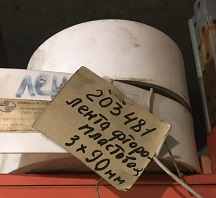 лен
203481
лента фторо
пластовая
3 × 90 мм